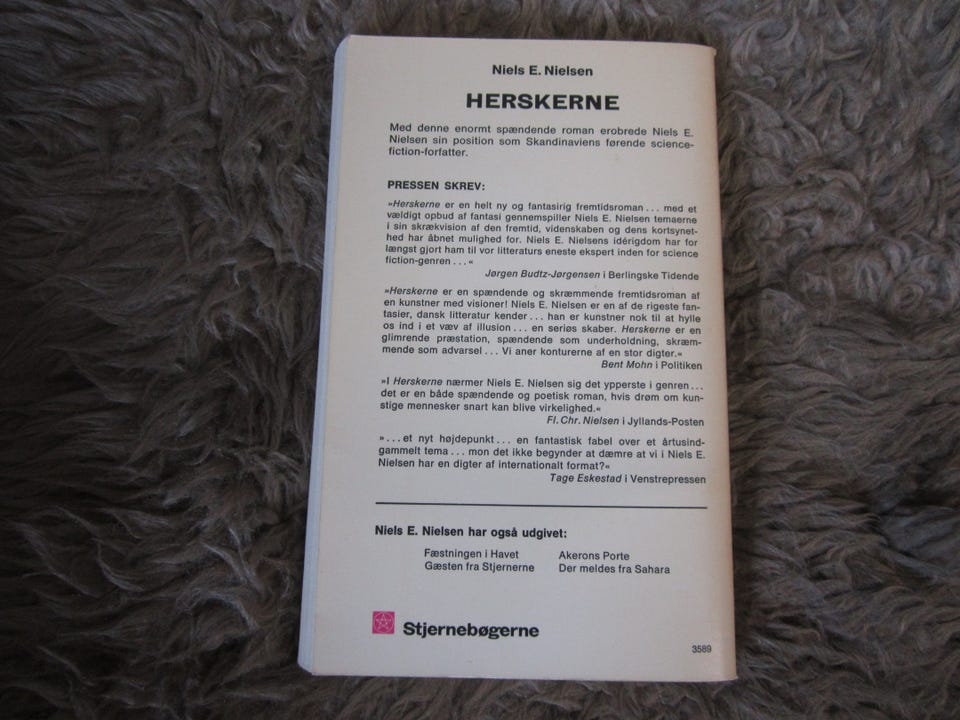 Niels E. Nielsen
HERSKERNE
Med denne enormt spændende roman erobrede Niels E.
Nielsen sin position som Skandinaviens førende science-
fiction-forfatter.
PRESSEN SKREV:
»Herskerne er en helt ny og fantasirig fremtidsroman... med et
vældigt opbud af fantasi gennemspiller Niels E. Nielsen temaerne
i sin skrækvision af den fremtid, videnskaben og dens kortsynet-
hed har åbnet mulighed for. Niels E. Nielsens idérigdom har for
længst gjort ham til vor litteraturs eneste ekspert inden for science
fiction-genren...«
Jørgen Budtz-Jørgensen i Berlingske Tidende
»Herskerne er en spændende og skræmmende fremtidsroman af
en kunstner med visioner! Niels E. Nielsen er en af de rigeste fan-
tasier, dansk litteratur kender... han er kunstner nok til at hylle
os ind i et væv af illusion... en seriøs skaber. Herskerne er en
glimrende præstation, spændende som underholdning, skræm-
mende som advarsel... Vi aner konturerne af en stor digter.«
Bent Mohn i Politiken
»I Herskerne nærmer Niels E. Nielsen sig det ypperste i genren...
det er en både spændende og poetisk roman, hvis drøm om kun-
stige mennesker snart kan blive virkelighed.«
Fl. Chr. Nielsen i Jyllands-Posten
»...et nyt højdepunkt... en fantastisk fabel over et årtusind-
gammelt tema... mon det ikke begynder at dæmre at vi i Niels E.
Nielsen har en digter af internationalt format?«
Tage Eskestad i Venstrepressen
Niels E. Nielsen har også udgivet:
Fæstningen i Havet Akerons Porte
Gæsten fra Stjernerne Der meldes fra Sahara
Stjernebøgerne
3589